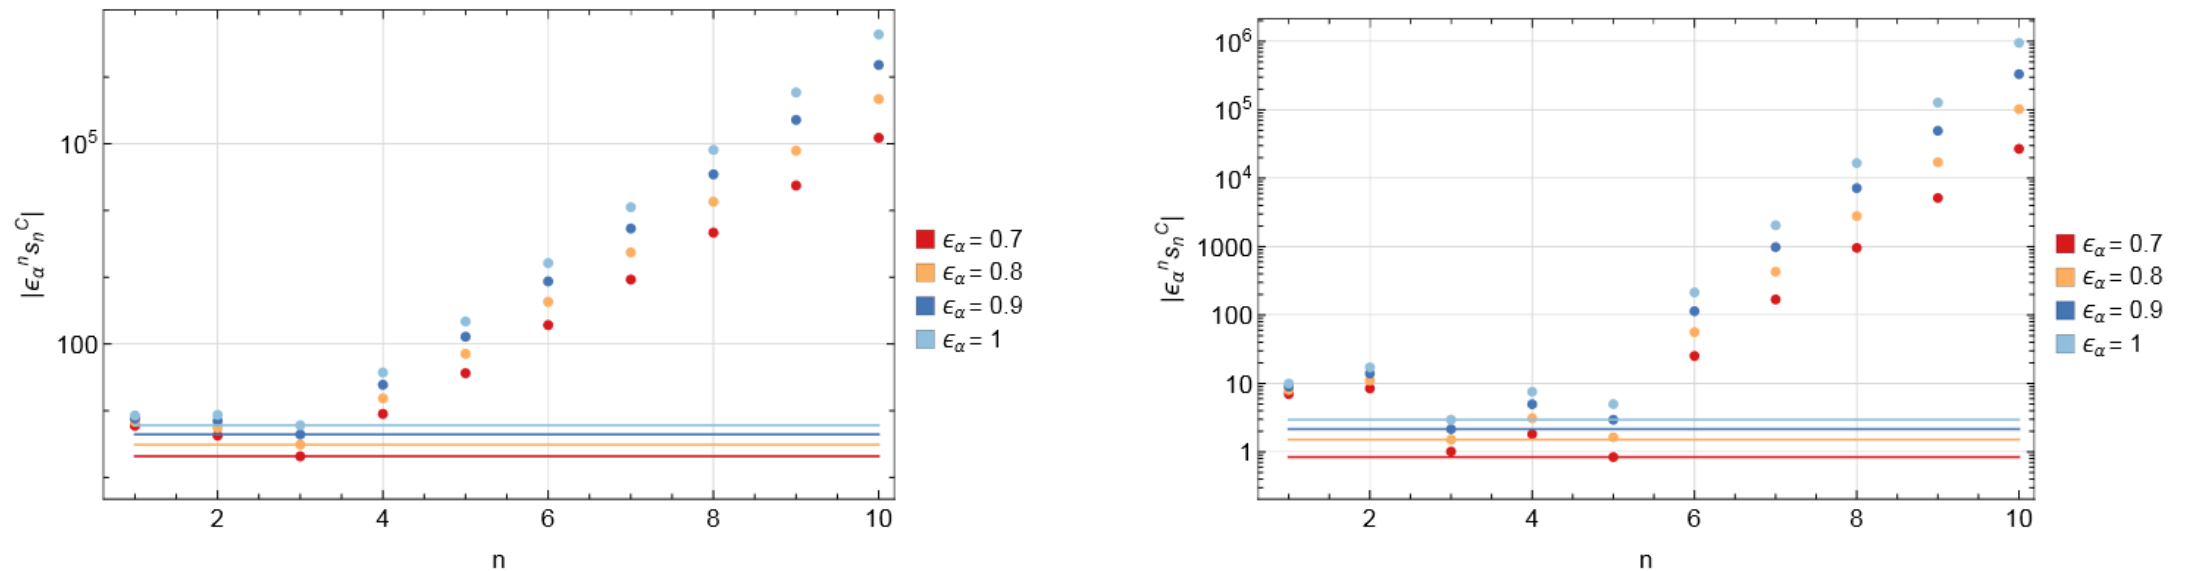 |ϵ_α^n s_n^C|
10^5
100
2 4 6 8 10
n
ϵ_α = 0.7
ϵ_α = 0.8
ϵ_α = 0.9
ϵ_α = 1
|ϵ_α^n s_n^C|
10^6
10^5
10^4
1000
100
10
1
2 4 6 8 10
n
ϵ_α = 0.7
ϵ_α = 0.8
ϵ_α = 0.9
ϵ_α = 1